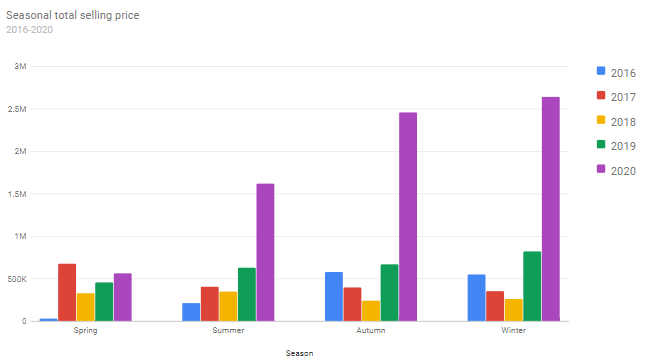 Seasonal total selling price
2016-2020
3M
2.5M
2M
1.5M
1M
500K
0
Spring
Summer
Autumn
Winter
Season
2016
2017
2018
2019
2020